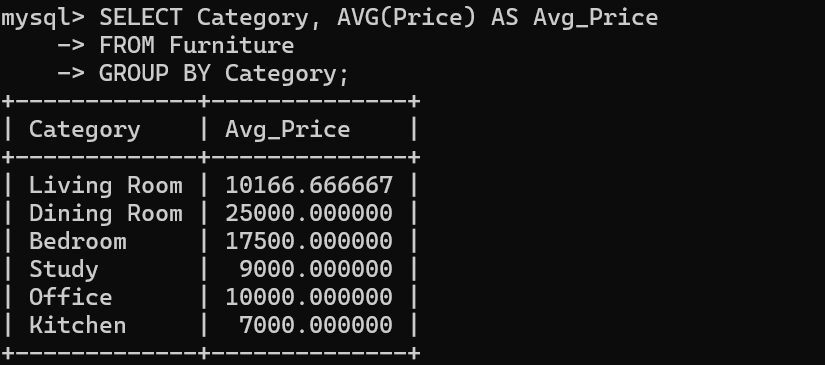 mysql> SELECT Category, AVG(Price) AS Avg_Price
    -> FROM Furniture
    -> GROUP BY Category;
+-------------+--------------+
| Category    | Avg_Price    |
+-------------+--------------+
| Living Room | 10166.666667 |
| Dining Room | 25000.000000 |
| Bedroom     | 17500.000000 |
| Study       |  9000.000000 |
| Office      | 10000.000000 |
| Kitchen     |  7000.000000 |
+-------------+--------------+